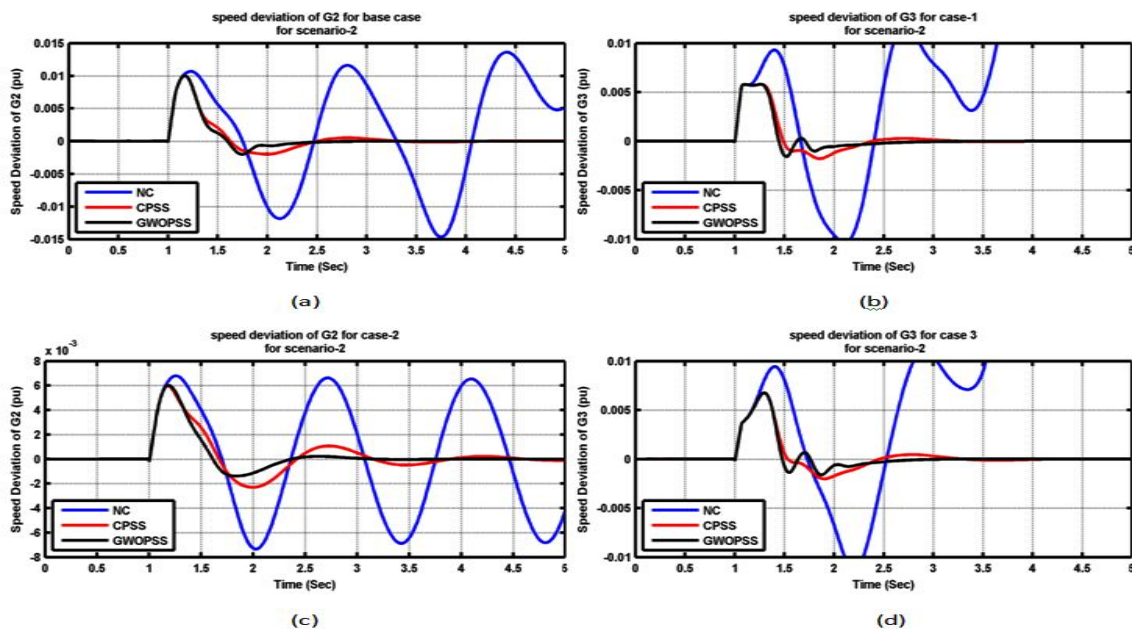 speed deviation of G2 for base case
for scenario-2
Speed Deviation of G2 (pu)
0.015
0.01
0.005
0
-0.005
-0.01
-0.015
NC
CPSS
GWOPSS
0 0.5 1 1.5 2 2.5 3 3.5 4 4.5 5
Time (Sec)
(a)
speed deviation of G3 for case-1
for scenario-2
Speed Deviation of G3 (pu)
0.01
0.005
0
-0.005
-0.01
NC
CPSS
GWOPSS
0 0.5 1 1.5 2 2.5 3 3.5 4 4.5 5
Time (Sec)
(b)
speed deviation of G2 for case-2
for scenario-2
x 10-3
Speed Deviation of G2 (pu)
8
6
4
2
0
-2
-4
-6
-8
NC
CPSS
GWOPSS
0 0.5 1 1.5 2 2.5 3 3.5 4 4.5 5
Time (Sec)
(c)
speed deviation of G3 for case 3
for scenario-2
Speed Deviation of G3 (pu)
0.01
0.005
0
-0.005
-0.01
NC
CPSS
GWOPSS
0 0.5 1 1.5 2 2.5 3 3.5 4 4.5 5
Time (Sec)
(d)